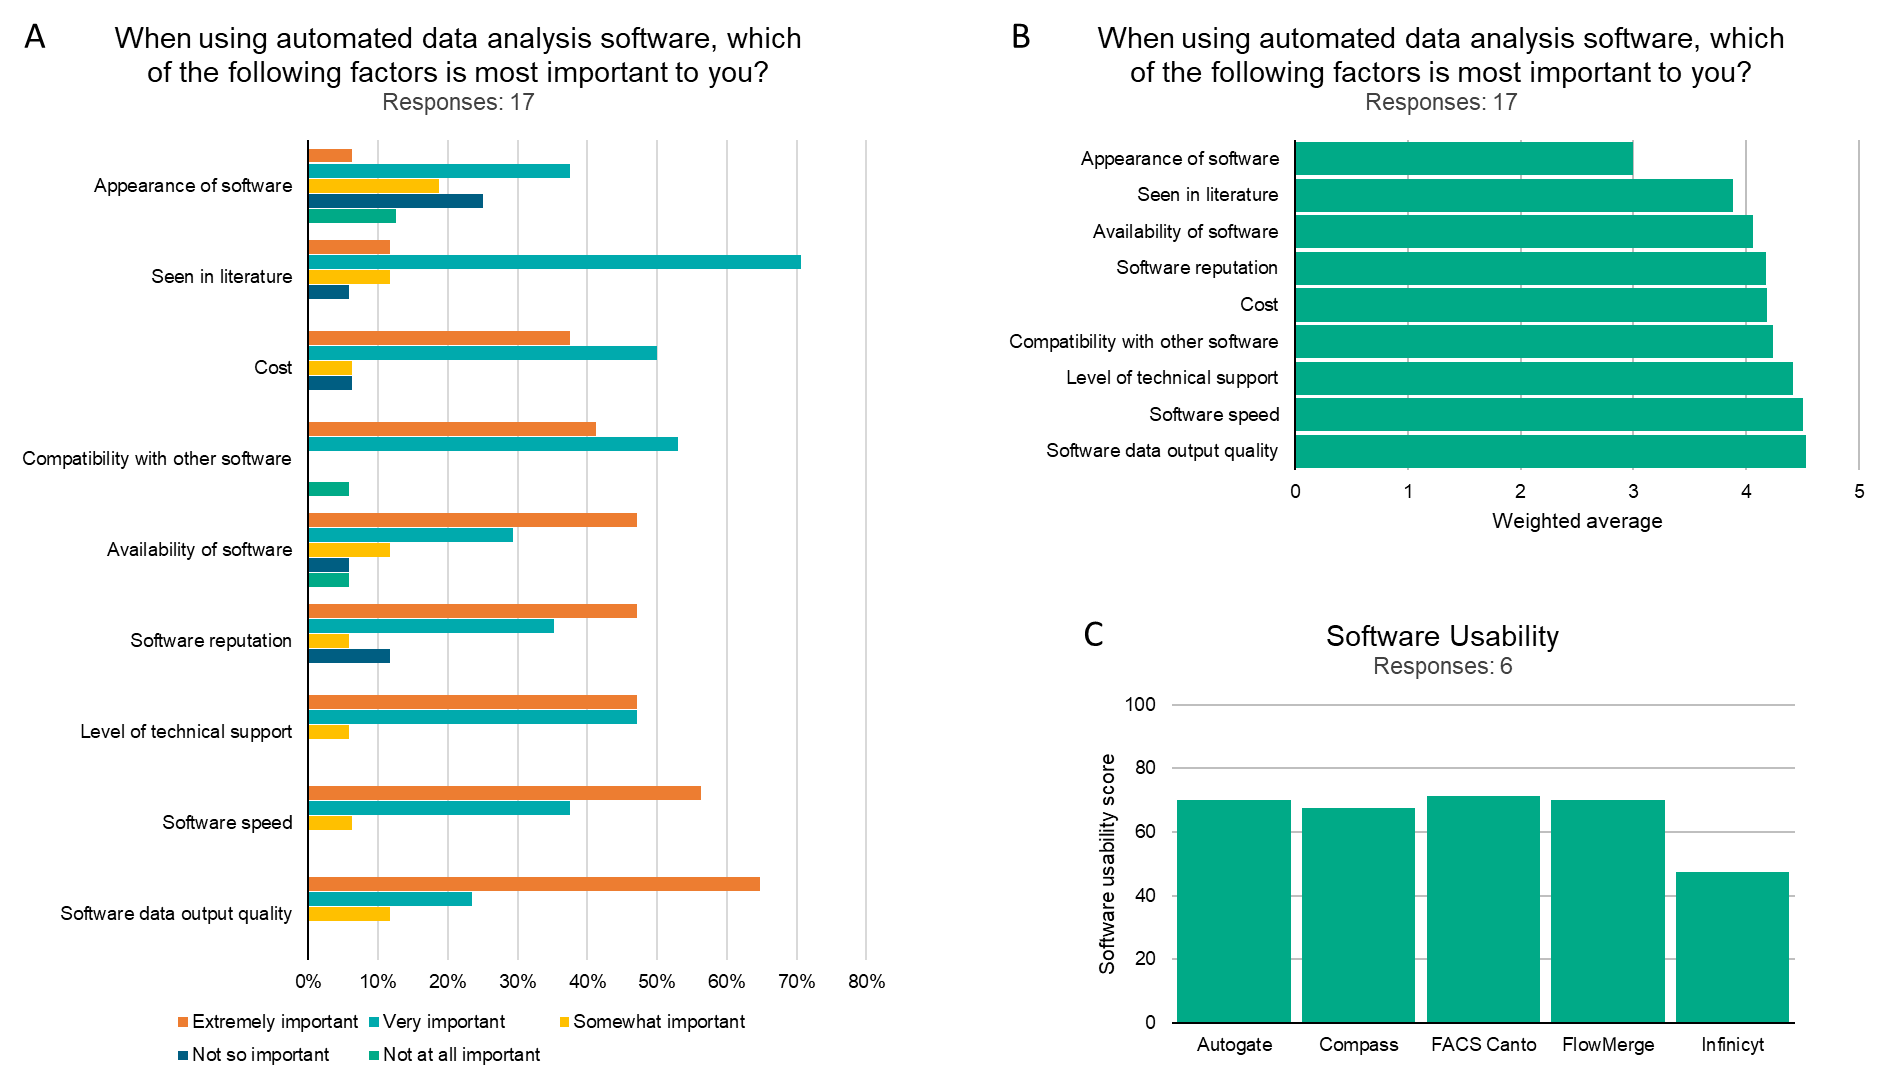 A
When using automated data analysis software, which
of the following factors is most important to you?
Responses: 17
Appearance of software
Seen in literature
Cost
Compatibility with other software
Availability of software
Software reputation
Level of technical support
Software speed
Software data output quality
0% 10% 20% 30% 40% 50% 60% 70% 80%
Extremely important Very important Somewhat important
Not so important Not at all important
B
When using automated data analysis software, which
of the following factors is most important to you?
Responses: 17
Appearance of software
Seen in literature
Availability of software
Software reputation
Cost
Compatibility with other software
Level of technical support
Software speed
Software data output quality
0 1 2 3 4 5
Weighted average
C
Software Usability
Responses: 6
Software usability score
100
80
60
40
20
0
Autogate Compass FACS Canto FlowMerge Infinicyt